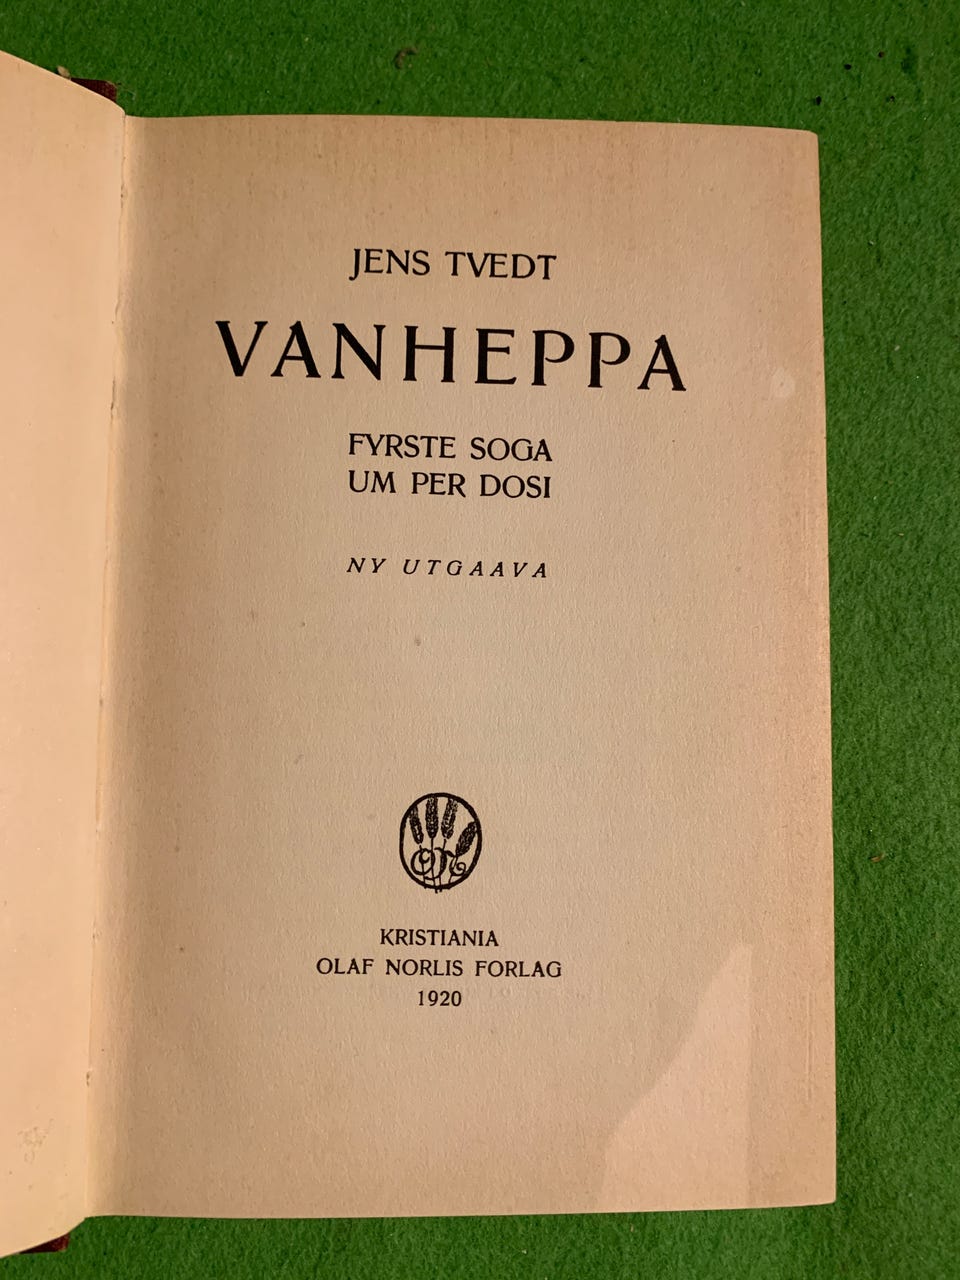 JENS TVEDT
VANHEPPA
FYRSTE SOGA
UM PER DOSI
NY UTGAAVA
KRISTIANIA
OLAF NORLIS FORLAG
1920